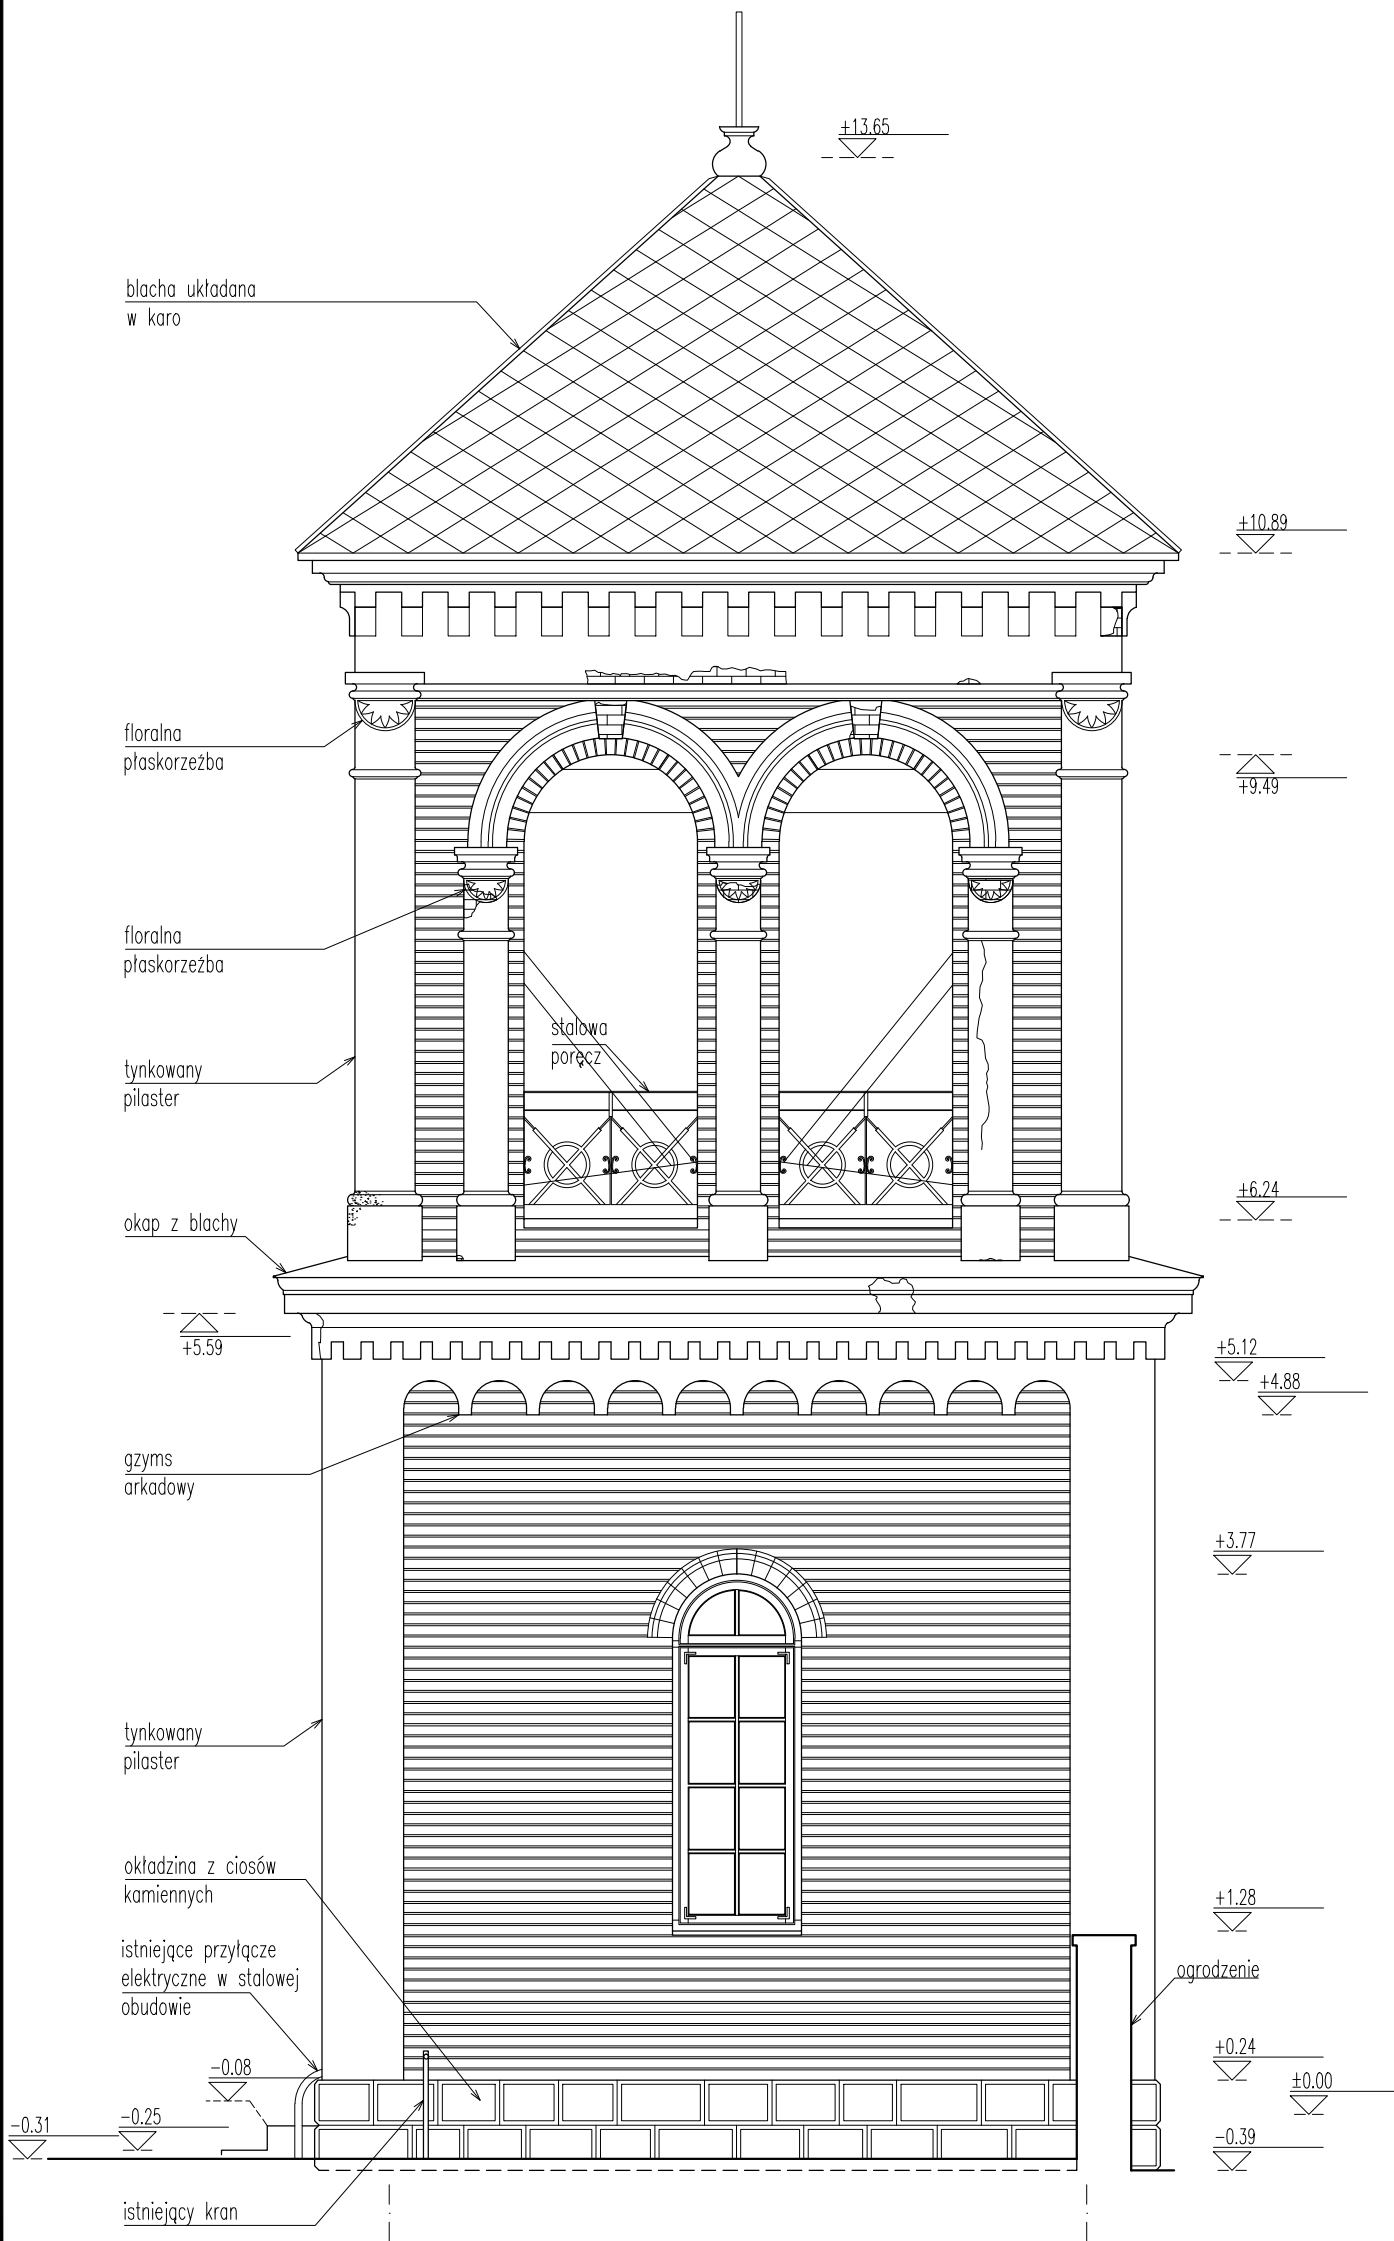 +13.65
blacha układana
w karo
+10.89
floralna
płaskorzeźba
+9.49
floralna
płaskorzeźba
stalowa
poręcz
tynkowany
pilaster
+6.24
okap z blachy
+5.59
+5.12
+4.88
gzyms
arkadowy
+3.77
tynkowany
pilaster
okładzina z ciosów
kamiennych
+1.28
istniejące przyłącze
elektryczne w stalowej
obudowie
ogrodzenie
+0.24
-0.08
±0.00
-0.25
-0.31
-0.39
istniejący kran